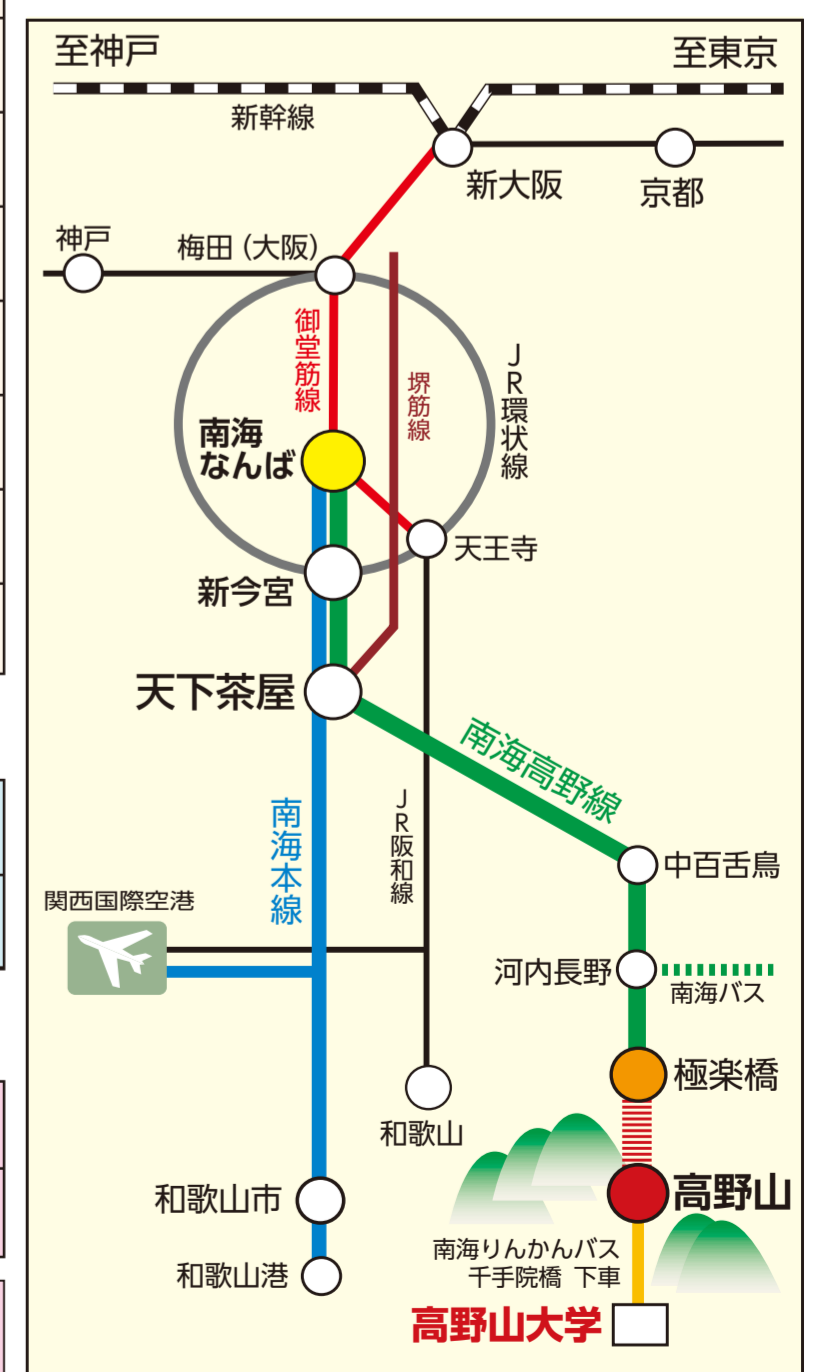 至神戸
至東京
新幹線
新大阪
京都
神戸
梅田（大阪）
御堂筋線
堺筋線
JR環状線
南海
なんば
天王寺
新今宮
天下茶屋
南海高野線
南海本線
JR阪和線
中百舌鳥
関西国際空港
河内長野
南海バス
極楽橋
和歌山
高野山
和歌山市
南海りんかんバス
千手院橋 下車
和歌山港
高野山大学